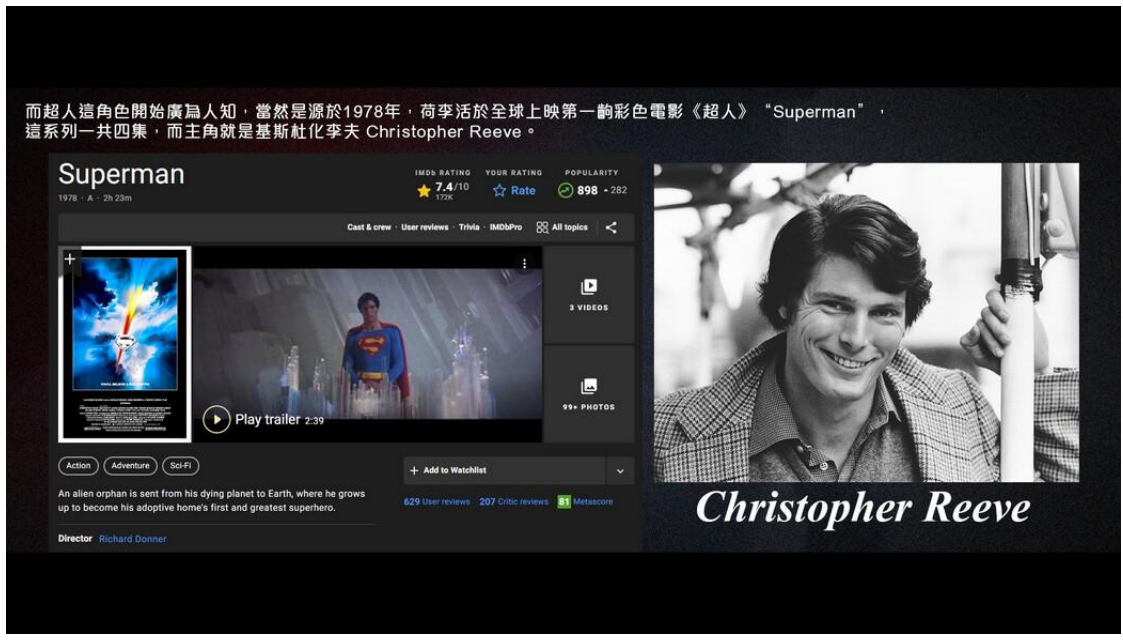 而超人這角色開始廣為人知，當然是源於1978年，荷李活於全球上映第一齣彩色電影《超人》“Superman”，
這系列一共四集，而主角就是基斯杜化李夫 Christopher Reeve。
Superman
1978 · A · 2h 23m
IMDb RATING
7.4/10
172K
YOUR RATING
Rate
POPULARITY
898
282
Cast & crew · User reviews · Trivia · IMDbPro
All topics
3 VIDEOS
99+ PHOTOS
Play trailer 2:39
Action
Adventure
Sci-Fi
An alien orphan is sent from his dying planet to Earth, where he grows
up to become his adoptive home's first and greatest superhero.
Director Richard Donner
+ Add to Watchlist
629 User reviews 207 Critic reviews 81 Metascore
Christopher Reeve